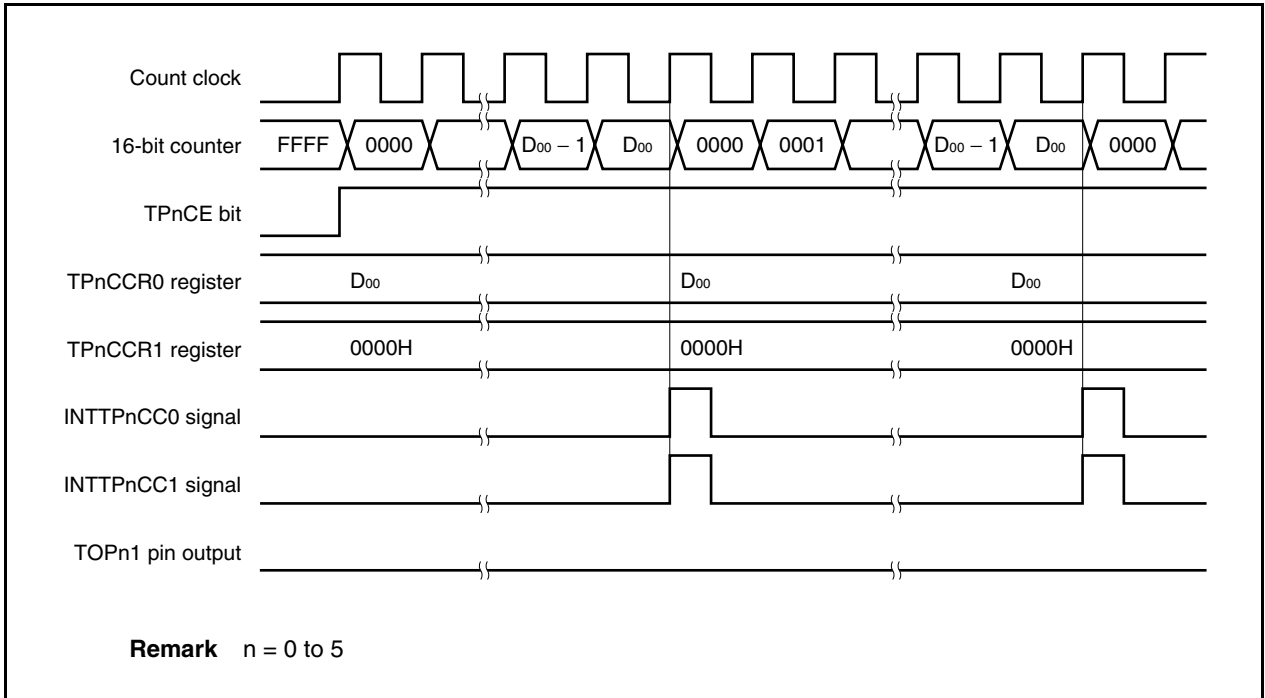 Count clock
16-bit counter FFFF 0000 D00 − 1 D00 0000 0001 D00 − 1 D00 0000
TPnCE bit
TPnCCR0 register D00 D00 D00
TPnCCR1 register 0000H 0000H 0000H
INTTPnCC0 signal
INTTPnCC1 signal
TOPn1 pin output
Remark n = 0 to 5